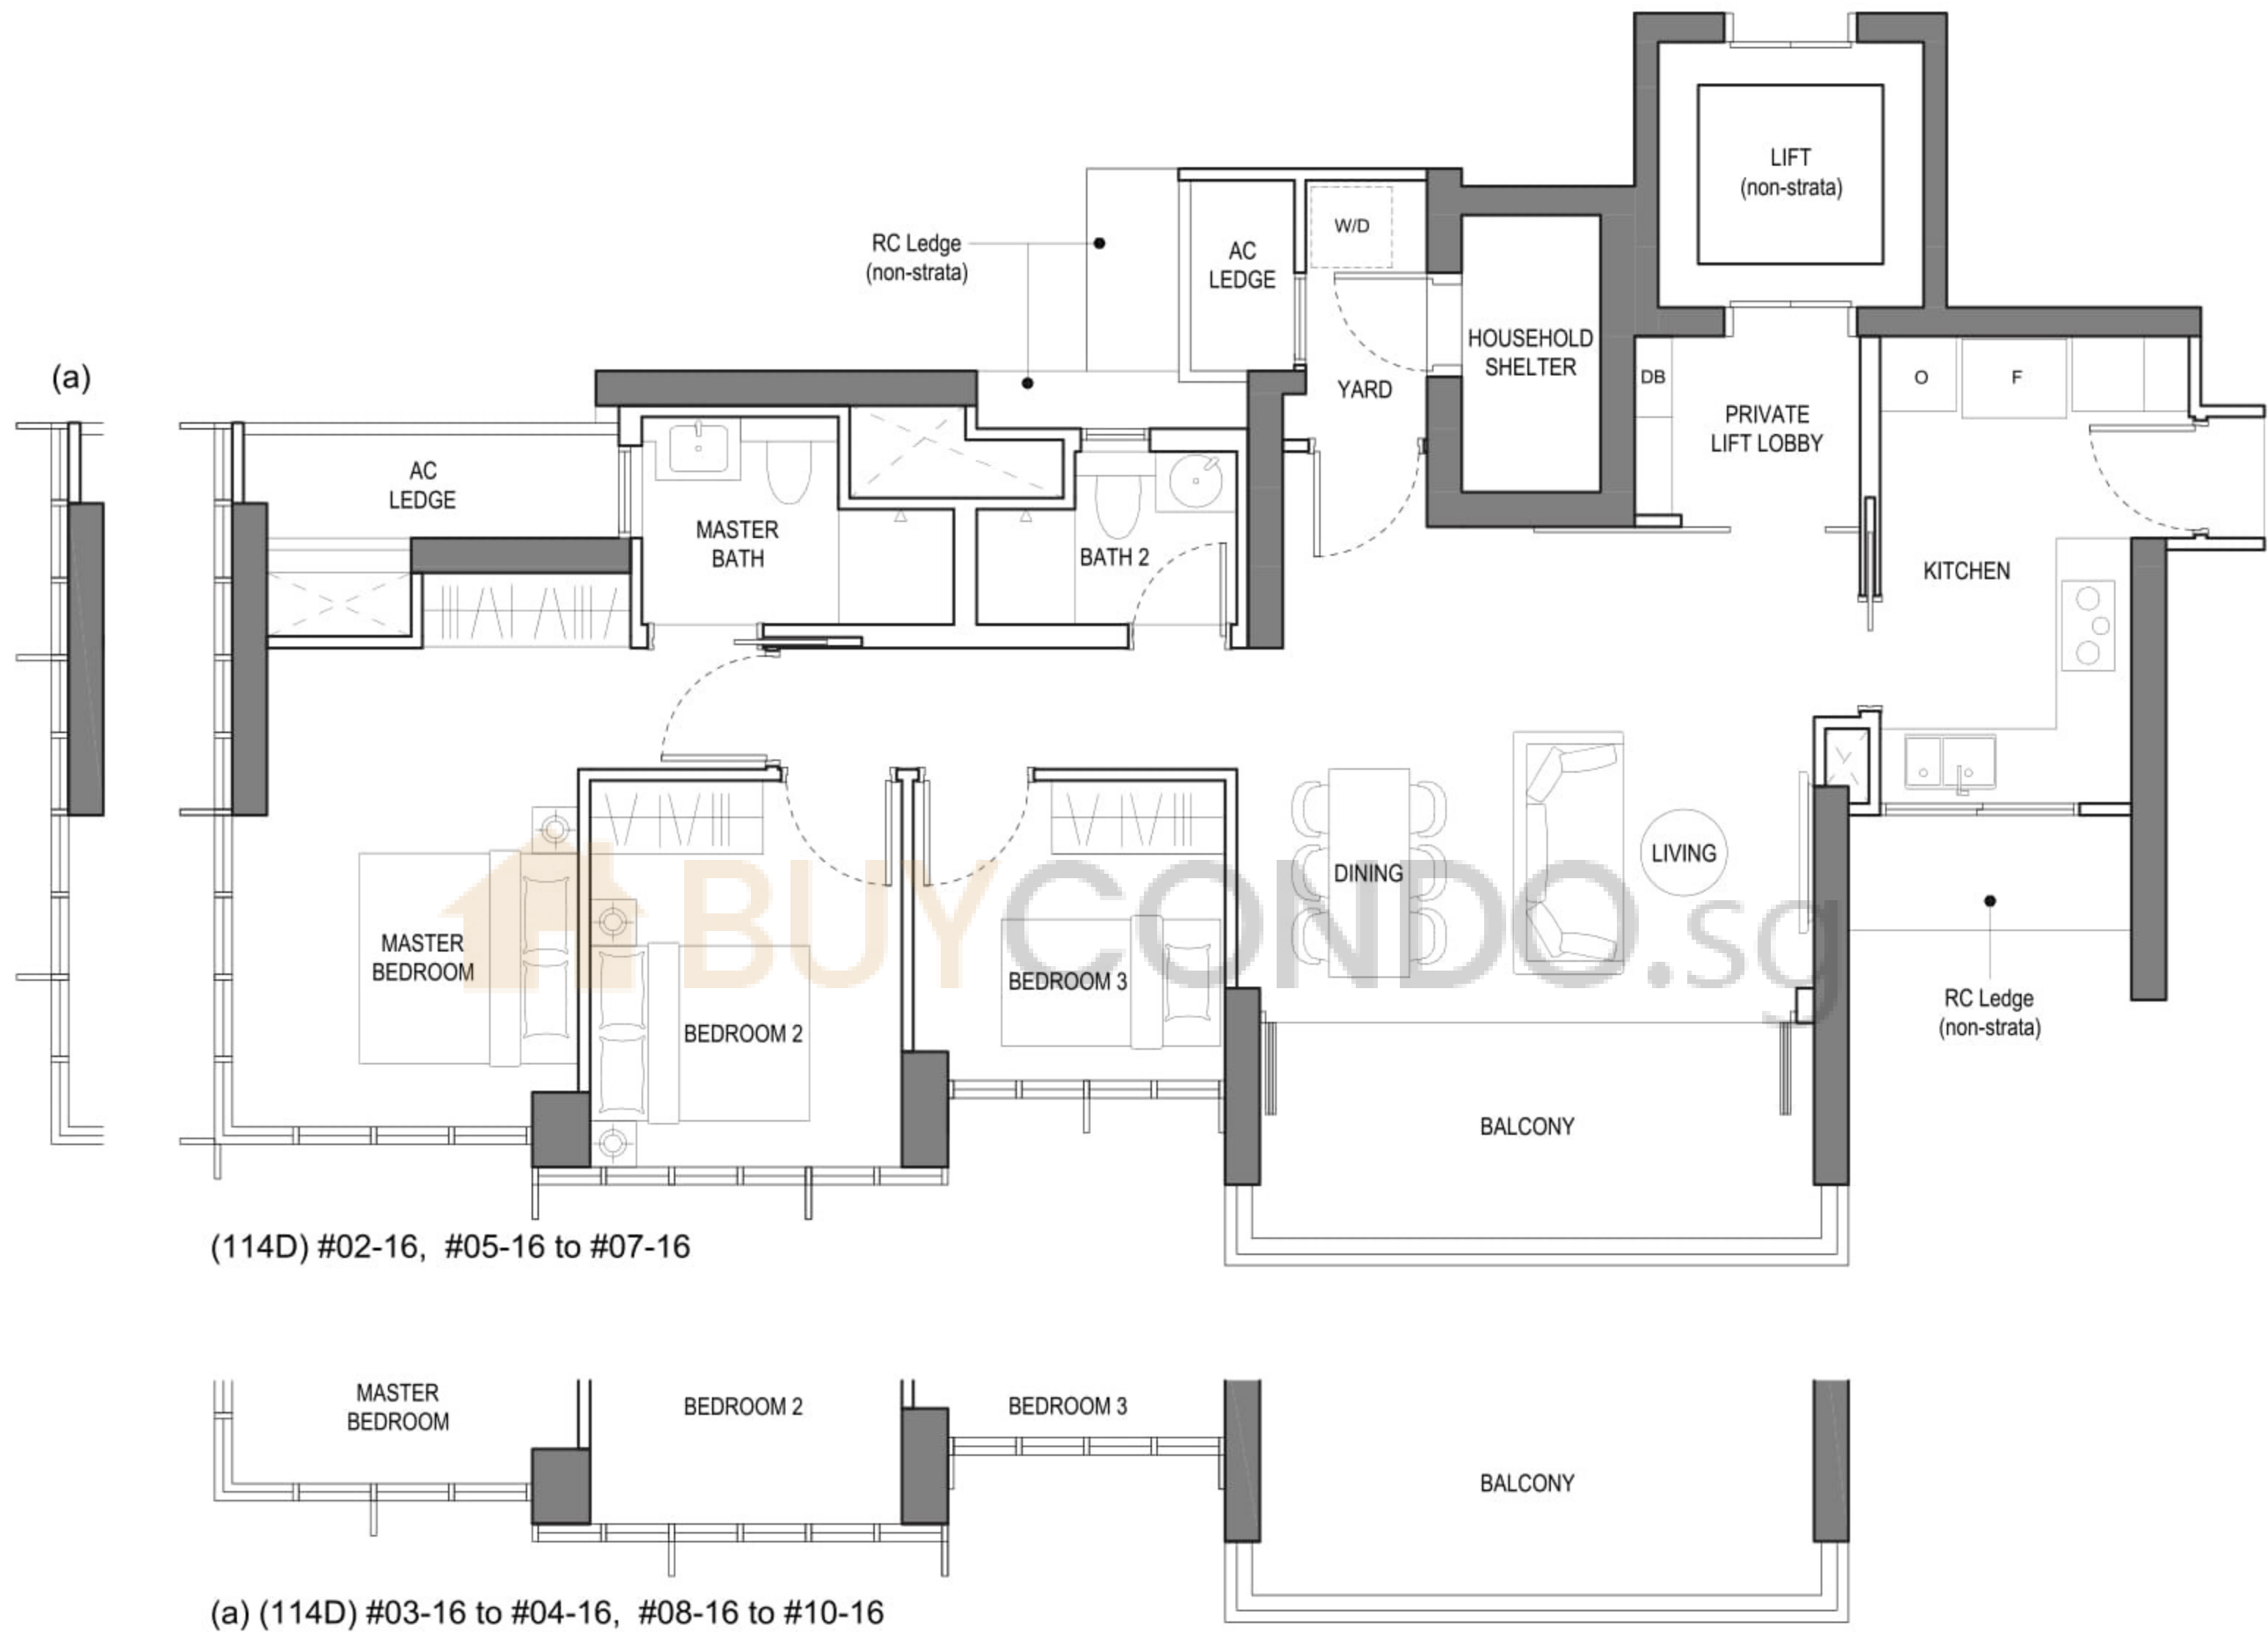 LIFT
(non-strata)
RC Ledge
(non-strata)
AC
LEDGE
W/D
HOUSEHOLD
SHELTER
YARD
DB
PRIVATE
LIFT LOBBY
O
F
(a)
AC
LEDGE
MASTER
BATH
BATH 2
KITCHEN
MASTER
BEDROOM
BEDROOM 2
BEDROOM 3
DINING
LIVING
BUYCONDO.sg
RC Ledge
(non-strata)
BALCONY
(114D) #02-16, #05-16 to #07-16
MASTER
BEDROOM
BEDROOM 2
BEDROOM 3
BALCONY
(a) (114D) #03-16 to #04-16, #08-16 to #10-16